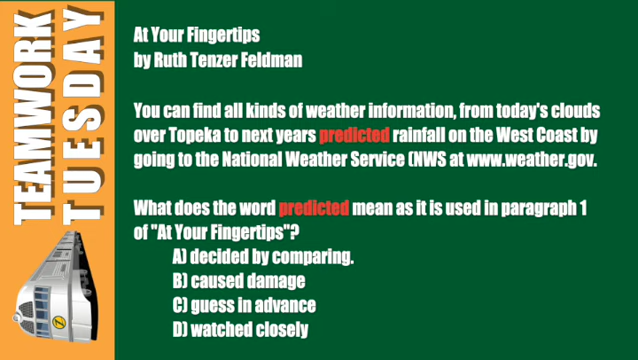 TEAMWORK
TUESDAY
At Your Fingertips
by Ruth Tenzer Feldman
You can find all kinds of weather information, from today's clouds
over Topeka to next years predicted rainfall on the West Coast by
going to the National Weather Service (NWS at www.weather.gov.
What does the word predicted mean as it is used in paragraph 1
of "At Your Fingertips"?
A) decided by comparing.
B) caused damage
C) guess in advance
D) watched closely